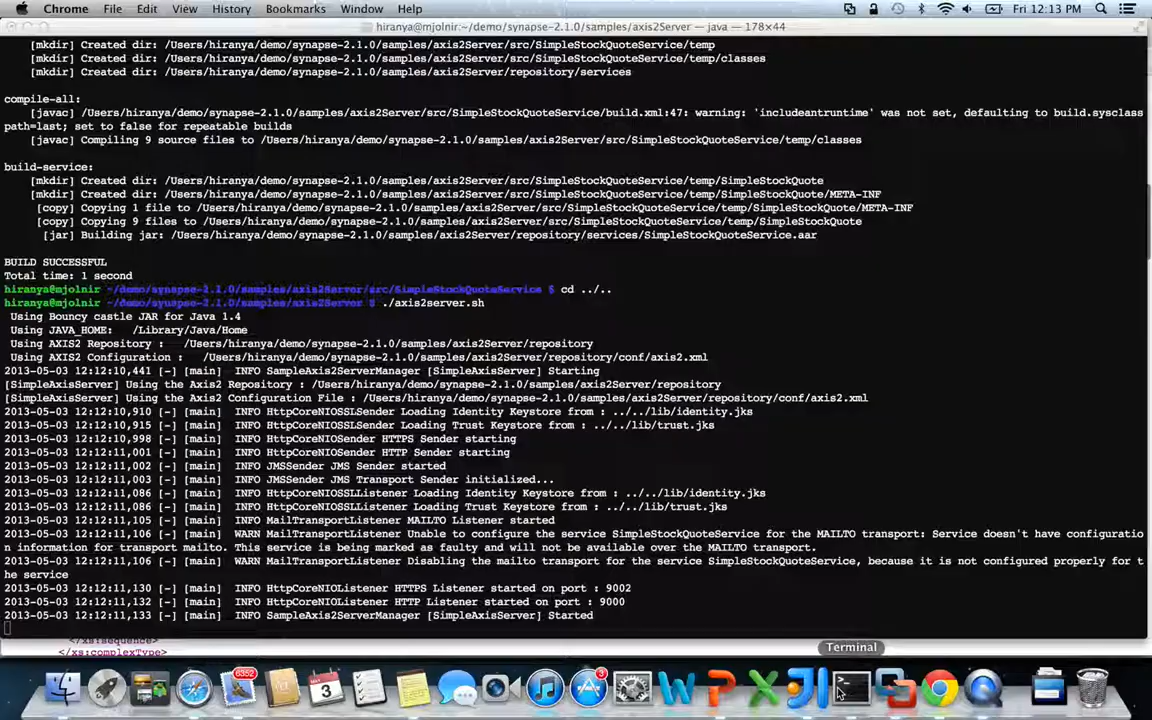 Chrome File Edit View History Bookmarks Window Help Fri 12:13 PM
hiranya@mjolnir:~/demo/synapse-2.1.0/samples/axis2Server — java — 178×44
[mkdir] Created dir: /Users/hiranya/demo/synapse-2.1.0/samples/axis2Server/src/SimpleStockQuoteService/temp
[mkdir] Created dir: /Users/hiranya/demo/synapse-2.1.0/samples/axis2Server/src/SimpleStockQuoteService/temp/classes
[mkdir] Created dir: /Users/hiranya/demo/synapse-2.1.0/samples/axis2Server/repository/services
compile-all:
[javac] /Users/hiranya/demo/synapse-2.1.0/samples/axis2Server/src/SimpleStockQuoteService/build.xml:47: warning: 'includeantruntime' was not set, defaulting to build.sysclass
path=last; set to false for repeatable builds
[javac] Compiling 9 source files to /Users/hiranya/demo/synapse-2.1.0/samples/axis2Server/src/SimpleStockQuoteService/temp/classes
build-service:
[mkdir] Created dir: /Users/hiranya/demo/synapse-2.1.0/samples/axis2Server/src/SimpleStockQuoteService/temp/SimpleStockQuote
[mkdir] Created dir: /Users/hiranya/demo/synapse-2.1.0/samples/axis2Server/src/SimpleStockQuoteService/temp/SimpleStockQuote/META-INF
[copy] Copying 1 file to /Users/hiranya/demo/synapse-2.1.0/samples/axis2Server/src/SimpleStockQuoteService/temp/SimpleStockQuote/META-INF
[copy] Copying 9 files to /Users/hiranya/demo/synapse-2.1.0/samples/axis2Server/src/SimpleStockQuoteService/temp/SimpleStockQuote
[jar] Building jar: /Users/hiranya/demo/synapse-2.1.0/samples/axis2Server/repository/services/SimpleStockQuoteService.aar
BUILD SUCCESSFUL
Total time: 1 second
hiranya@mjolnir ~/demo/synapse-2.1.0/samples/axis2Server/src/SimpleStockQuoteService $ cd ../..
hiranya@mjolnir ~/demo/synapse-2.1.0/samples/axis2Server $ ./axis2server.sh
Using Bouncy castle JAR for Java 1.4
Using JAVA_HOME: /Library/Java/Home
Using AXIS2 Repository : /Users/hiranya/demo/synapse-2.1.0/samples/axis2Server/repository
Using AXIS2 Configuration : /Users/hiranya/demo/synapse-2.1.0/samples/axis2Server/repository/conf/axis2.xml
2013-05-03 12:12:10,441 [-] [main] INFO SampleAxis2ServerManager [SimpleAxisServer] Starting
[SimpleAxisServer] Using the Axis2 Repository : /Users/hiranya/demo/synapse-2.1.0/samples/axis2Server/repository
[SimpleAxisServer] Using the Axis2 Configuration File : /Users/hiranya/demo/synapse-2.1.0/samples/axis2Server/repository/conf/axis2.xml
2013-05-03 12:12:10,910 [-] [main] INFO HttpCoreNIOSSLSender Loading Identity Keystore from : ../../lib/identity.jks
2013-05-03 12:12:10,915 [-] [main] INFO HttpCoreNIOSSLSender Loading Trust Keystore from : ../../lib/trust.jks
2013-05-03 12:12:10,998 [-] [main] INFO HttpCoreNIOSender HTTPS Sender starting
2013-05-03 12:12:11,001 [-] [main] INFO HttpCoreNIOSender HTTP Sender starting
2013-05-03 12:12:11,002 [-] [main] INFO JMSSender JMS Sender started
2013-05-03 12:12:11,003 [-] [main] INFO JMSSender JMS Transport Sender initialized...
2013-05-03 12:12:11,086 [-] [main] INFO HttpCoreNIOSSLListener Loading Identity Keystore from : ../../lib/identity.jks
2013-05-03 12:12:11,086 [-] [main] INFO HttpCoreNIOSSLListener Loading Trust Keystore from : ../../lib/trust.jks
2013-05-03 12:12:11,105 [-] [main] INFO MailTransportListener MAILTO Listener started
2013-05-03 12:12:11,106 [-] [main] WARN MailTransportListener Unable to configure the service SimpleStockQuoteService for the MAILTO transport: Service doesn't have configuratio
n information for transport mailto. This service is being marked as faulty and will not be available over the MAILTO transport.
2013-05-03 12:12:11,106 [-] [main] WARN MailTransportListener Disabling the mailto transport for the service SimpleStockQuoteService, because it is not configured properly for t
he service
2013-05-03 12:12:11,130 [-] [main] INFO HttpCoreNIOListener HTTPS Listener started on port : 9002
2013-05-03 12:12:11,132 [-] [main] INFO HttpCoreNIOListener HTTP Listener started on port : 9000
2013-05-03 12:12:11,133 [-] [main] INFO SampleAxis2ServerManager [SimpleAxisServer] Started
</xs:sequence>
</xs:complexType>
Terminal
6352
3
3